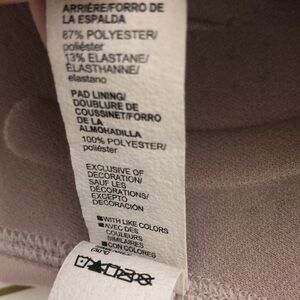 ARRIÈRE/FORRO DE
LA ESPALDA
87% POLYESTER/
poliéster
13% ELASTANE/
ÉLASTHANNE/
elastano
PAD LINING/
DOUBLURE DE
COUSSINET/FORRO
DE LA
ALMOHADILLA
100% POLYESTER/
poliéster
EXCLUSIVE OF
DECORATION/
SAUF LES
DÉCORATIONS/
EXCEPTO
DECORACIÓN
■WITH LIKE COLORS
■AVEC DES
COULEURS
SIMILAIRES
■CON COLORES